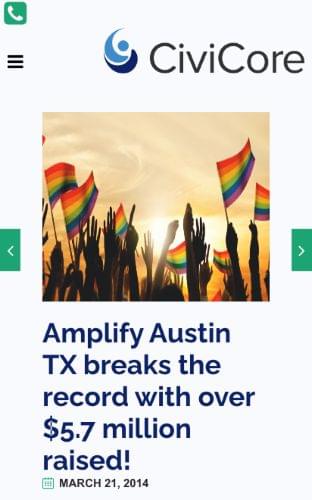 CiviCore
Amplify Austin
TX breaks the
record with over
$5.7 million
raised!
MARCH 21, 2014